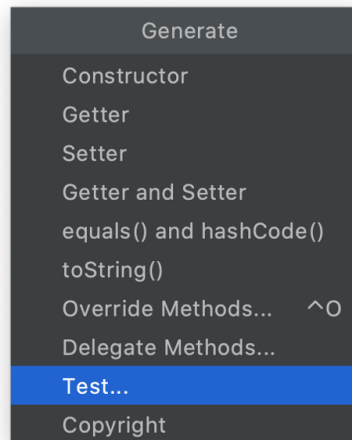 Generate
Constructor
Getter
Setter
Getter and Setter
equals() and hashCode()
toString()
Override Methods... ^O
Delegate Methods...
Test...
Copyright